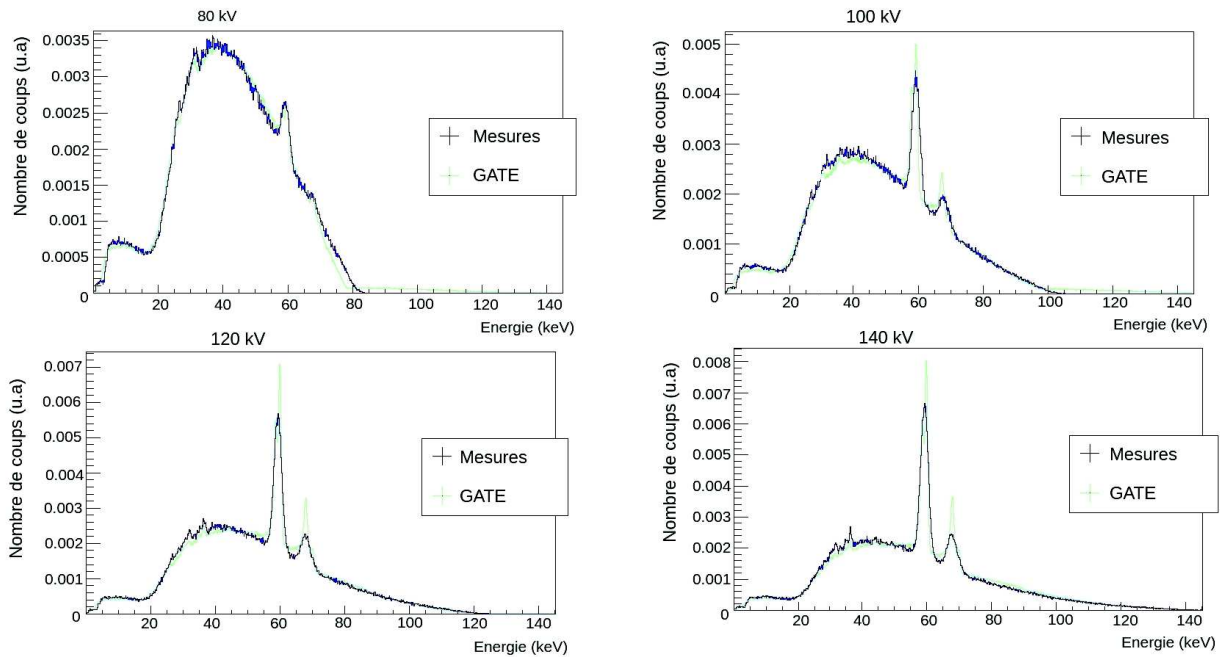 80 kV
Nombre de coups (u.a)
0.0035
0.003
0.0025
0.002
0.0015
0.001
0.0005
0
20
40
60
80
100
120
140
Energie (keV)
Mesures
GATE
100 kV
Nombre de coups (u.a)
0.005
0.004
0.003
0.002
0.001
0
20
40
60
80
100
120
140
Energie (keV)
Mesures
GATE
120 kV
Nombre de coups (u.a)
0.007
0.006
0.005
0.004
0.003
0.002
0.001
0
20
40
60
80
100
120
140
Energie (keV)
Mesures
GATE
140 kV
Nombre de coups (u.a)
0.008
0.007
0.006
0.005
0.004
0.003
0.002
0.001
0
20
40
60
80
100
120
140
Energie (keV)
Mesures
GATE